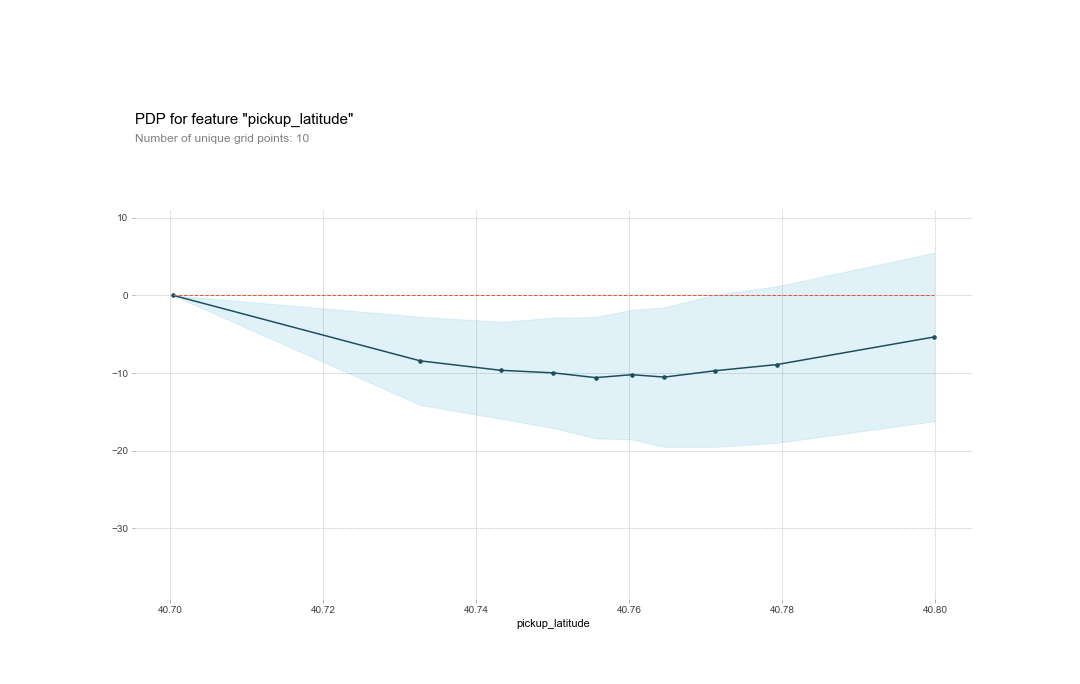 PDP for feature "pickup_latitude"
Number of unique grid points: 10
10
0
−10
−20
−30
40.70 40.72 40.74 40.76 40.78 40.80
pickup_latitude